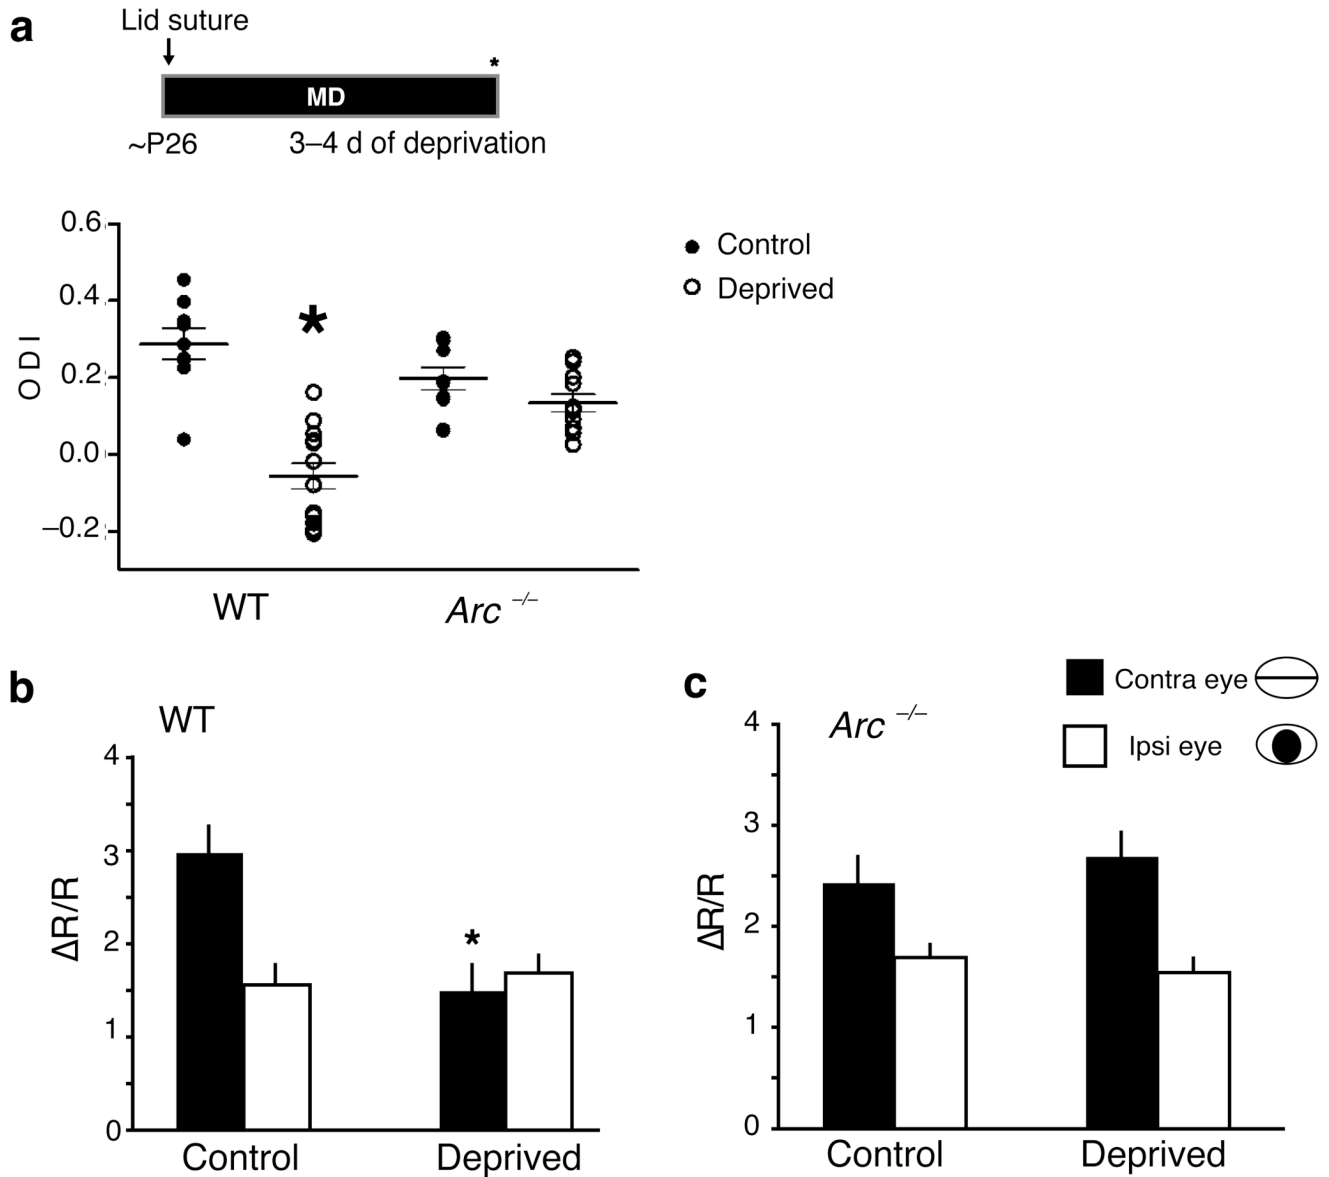 a
Lid suture
*
MD
~P26
3–4 d of deprivation
0.6
0.4
0.2
0.0
–0.2
ODI
*
Control
Deprived
WT
Arc –/–
b
WT
4
3
2
1
0
ΔR/R
*
Control
Deprived
c
Arc –/–
Contra eye
Ipsi eye
4
3
2
1
0
ΔR/R
Control
Deprived